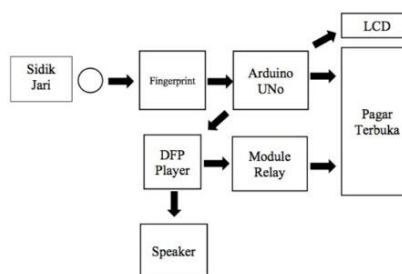 LCD
Sidik
Jari
Fingerprint
Arduino
UNo
Pagar
Terbuka
DFP
Player
Module
Relay
Speaker